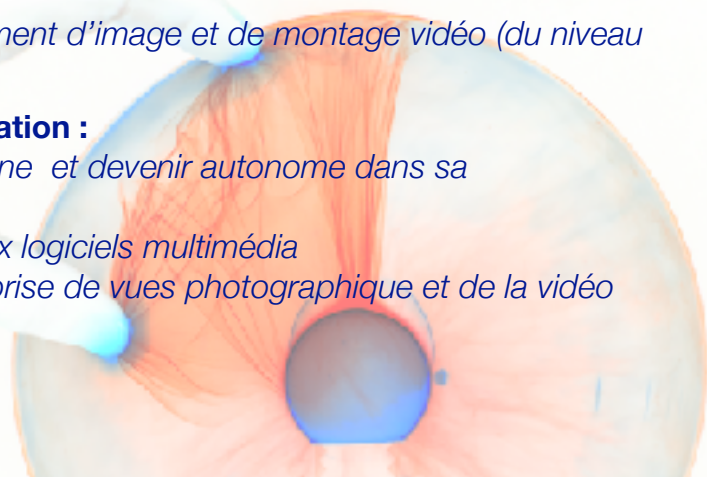 ment d’image et de montage vidéo (du niveau
ation :
ne et devenir autonome dans sa
x logiciels multimédia
prise de vues photographique et de la vidéo